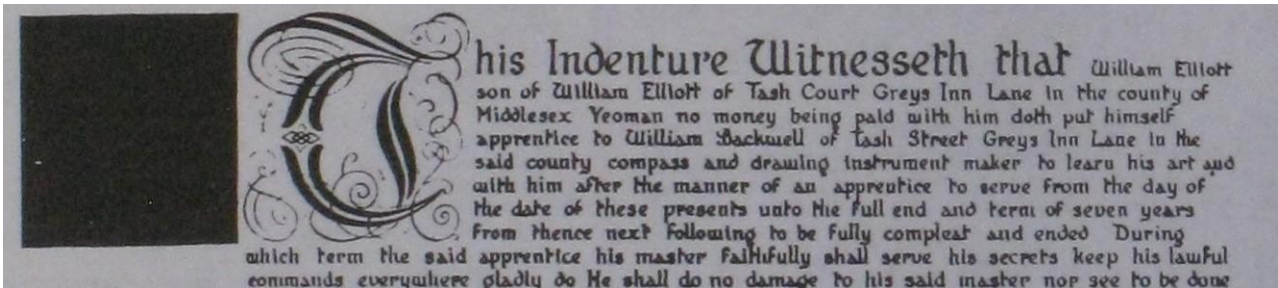 This Indenture Witnesseth that William Elliott
son of William Elliott of Tash Court Greys Inn Lane in the county of
Middlesex Yeoman no money being paid with him doth put himself
apprentice to William Backwell of Tash Street Greys Inn Lane in the
said county compass and drawing instrument maker to learn his art and
with him after the manner of an apprentice to serve from the day of
the date of these presents unto the full end and term of seven years
from thence next following to be fully compleat and ended During
which term the said apprentice his master faithfully shall serve his secrets keep his lawful
commands everywhere gladly do He shall do no damage to his said master nor see to be done